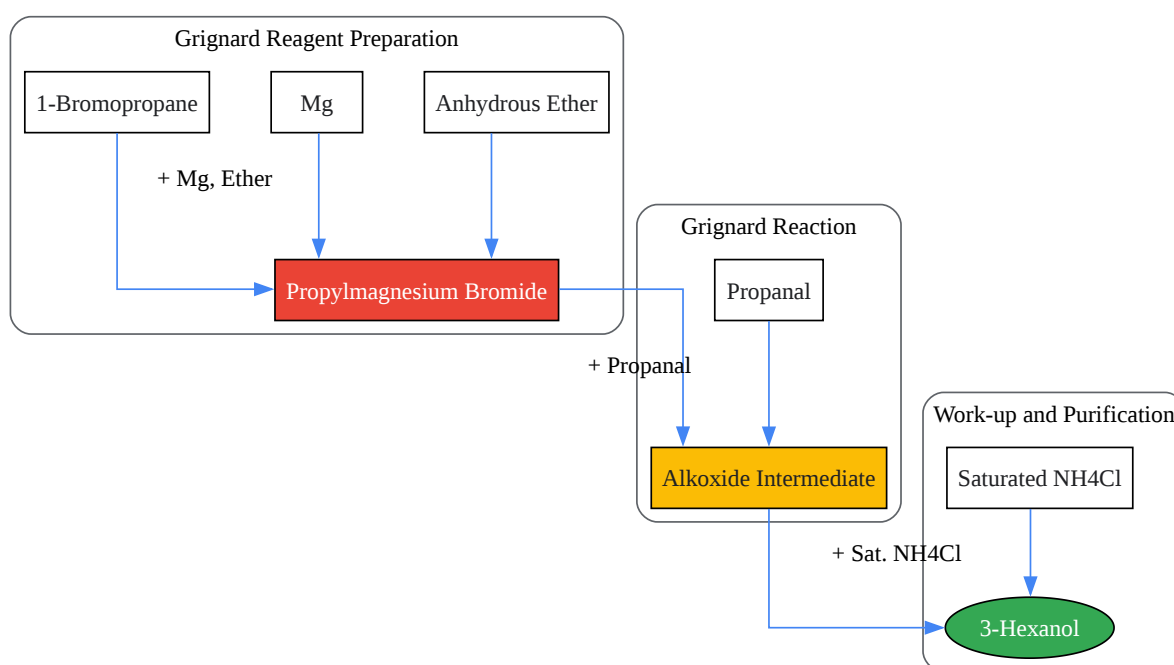 Grignard Reagent Preparation
1-Bromopropane
Mg
Anhydrous Ether
+ Mg, Ether
Propylmagnesium Bromide
Grignard Reaction
Propanal
+ Propanal
Alkoxide Intermediate
Work-up and Purification
Saturated NH4Cl
+ Sat. NH4Cl
3-Hexanol